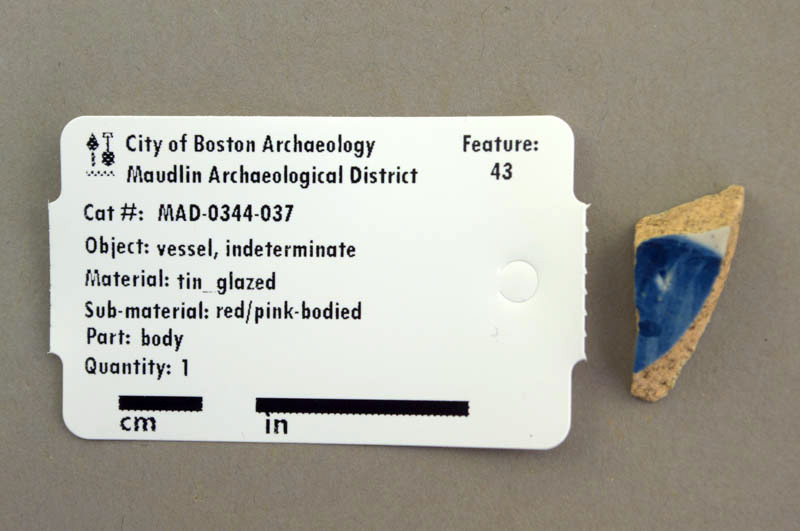 City of Boston Archaeology
Maudlin Archaeological District
Feature:
43
Cat #: MAD-0344-037
Object: vessel, indeterminate
Material: tin_glazed
Sub-material: red/pink-bodied
Part: body
Quantity: 1
cm
in